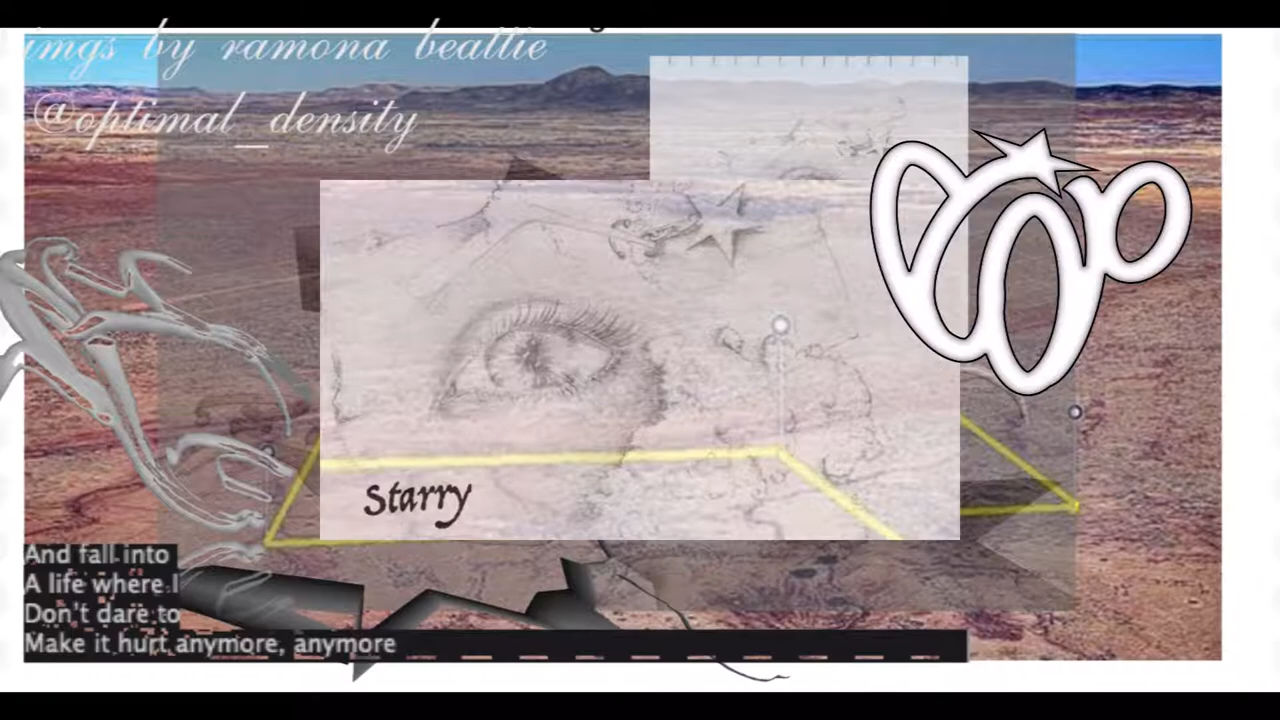 imgs by ramona beattie
@optimal_density
Starry
And fall into
A life where I
Don't dare to
Make it hurt anymore, anymore